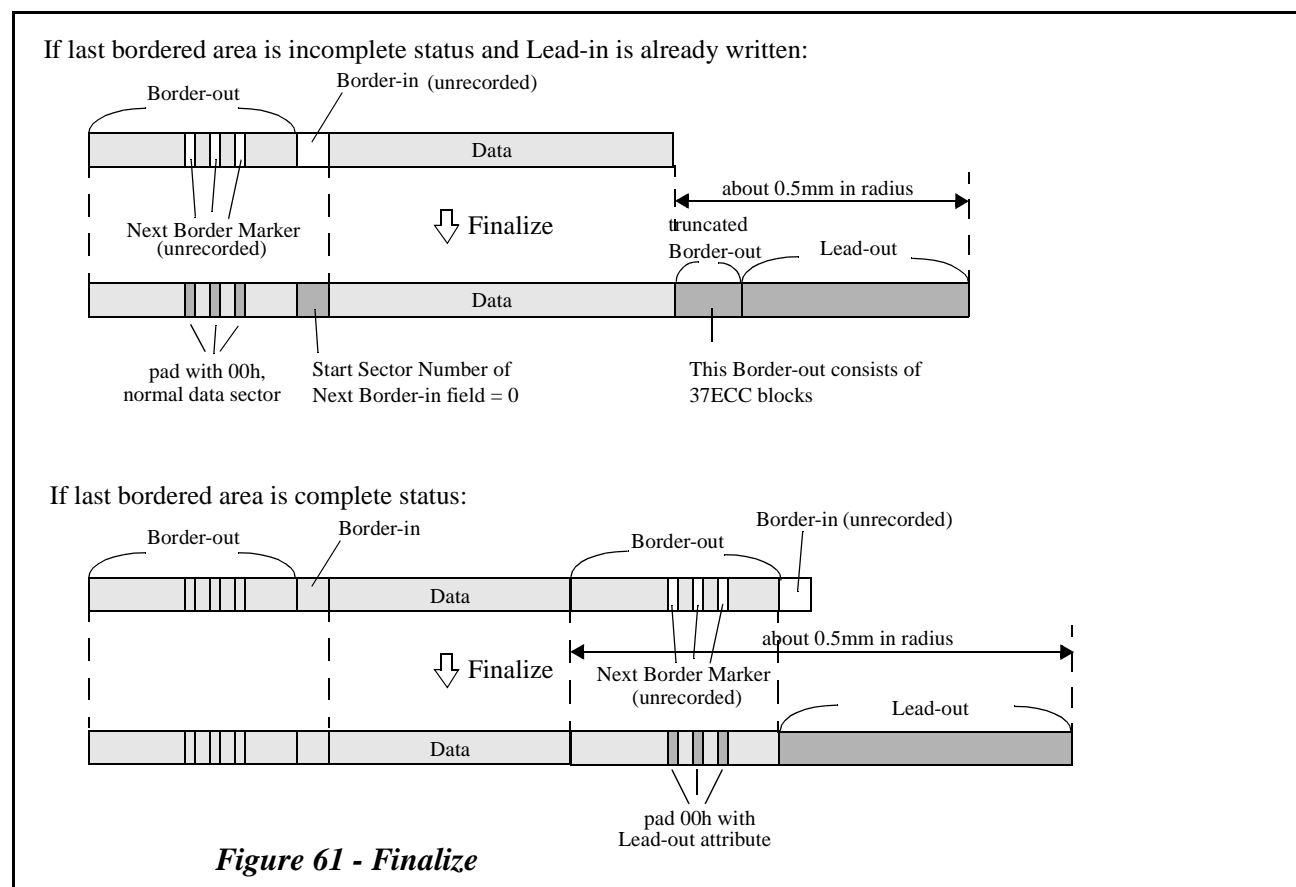 If last bordered area is incomplete status and Lead-in is already written:
Border-out
Border-in (unrecorded)
Data
about 0.5mm in radius
Next Border Marker
(unrecorded)
Finalize
truncated
Border-out
Lead-out
Data
pad with 00h,
normal data sector
Start Sector Number of
Next Border-in field = 0
This Border-out consists of
37ECC blocks
If last bordered area is complete status:
Border-out
Border-in
Border-out
Border-in (unrecorded)
Data
about 0.5mm in radius
Finalize
Next Border Marker
(unrecorded)
Lead-out
Data
pad 00h with
Lead-out attribute
Figure 61 - Finalize